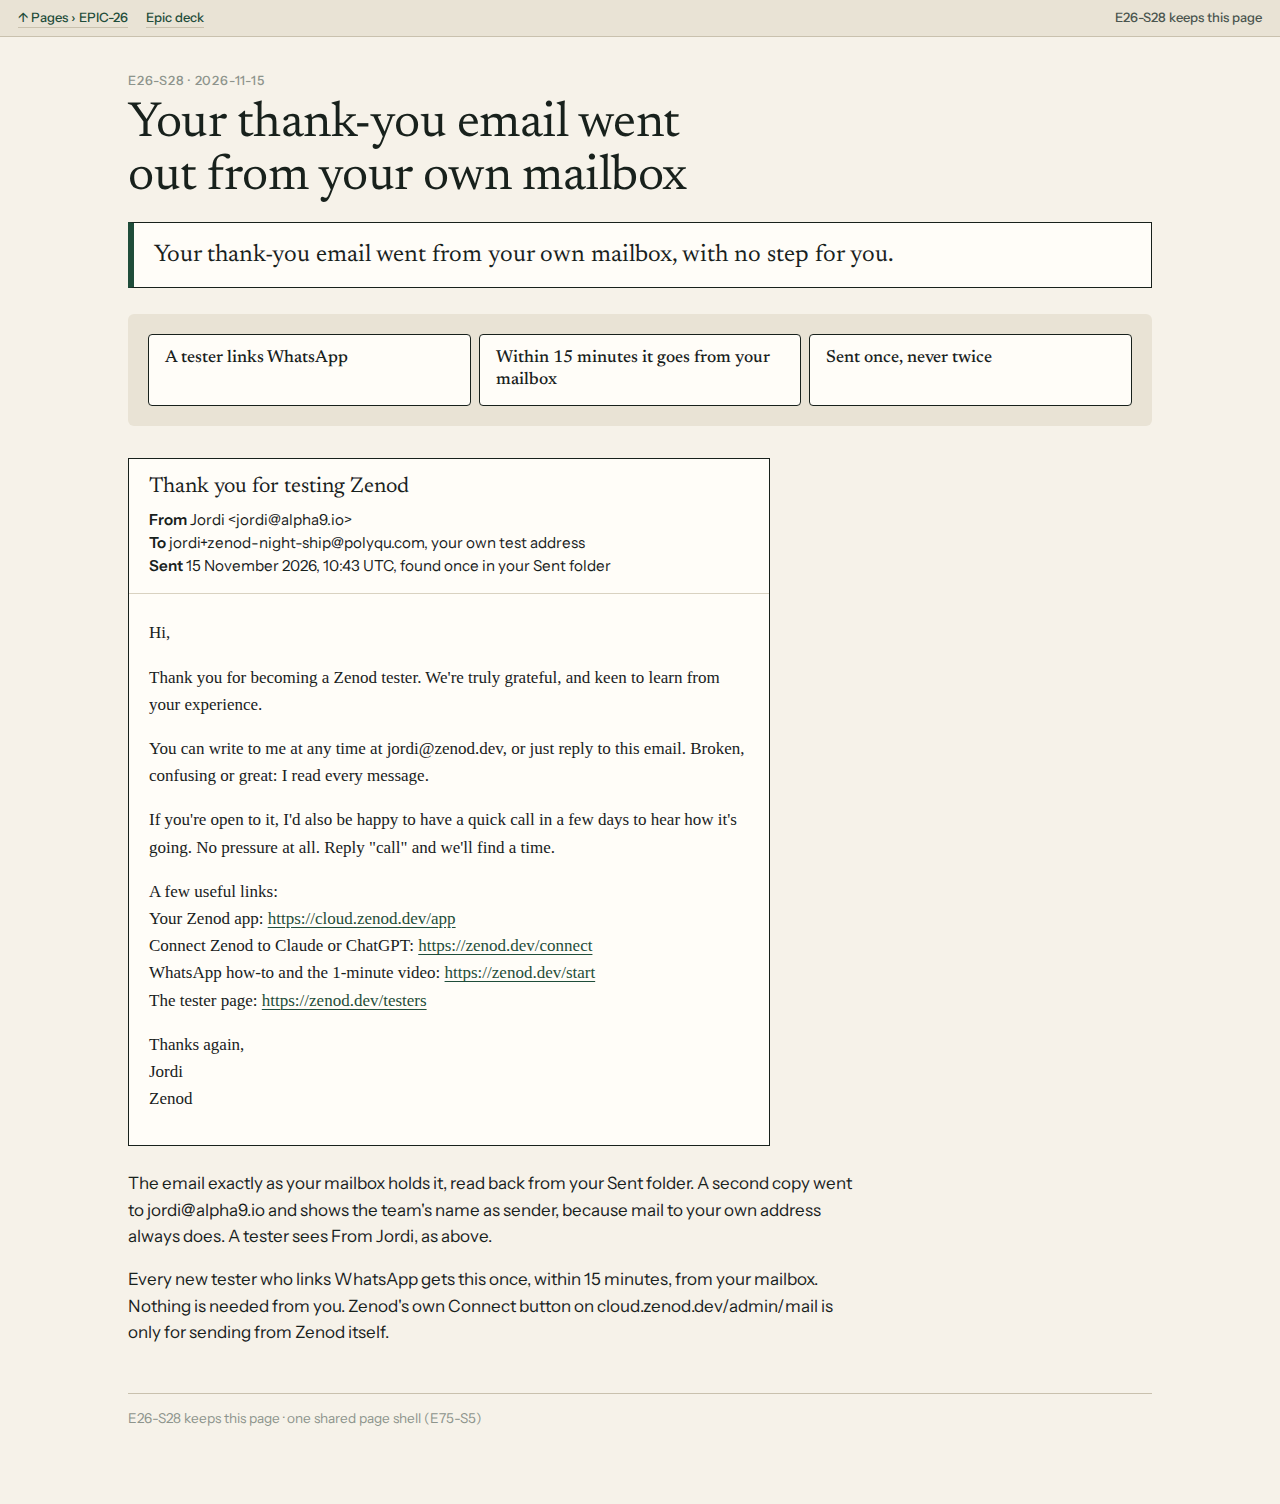 ↑ Pages › EPIC-26 Epic deck E26-S28 keeps this page
E26-S28 · 2026-11-15
Your thank-you email went
out from your own mailbox
Your thank-you email went from your own mailbox, with no step for you.
A tester links WhatsApp
Within 15 minutes it goes from your
mailbox
Sent once, never twice
Thank you for testing Zenod
From Jordi <jordi@alpha9.io>
To jordi+zenod-night-ship@polyqu.com, your own test address
Sent 15 November 2026, 10:43 UTC, found once in your Sent folder
Hi,
Thank you for becoming a Zenod tester. We're truly grateful, and keen to learn from
your experience.
You can write to me at any time at jordi@zenod.dev, or just reply to this email. Broken,
confusing or great: I read every message.
If you're open to it, I'd also be happy to have a quick call in a few days to hear how it's
going. No pressure at all. Reply "call" and we'll find a time.
A few useful links:
Your Zenod app: https://cloud.zenod.dev/app
Connect Zenod to Claude or ChatGPT: https://zenod.dev/connect
WhatsApp how-to and the 1-minute video: https://zenod.dev/start
The tester page: https://zenod.dev/testers
Thanks again,
Jordi
Zenod
The email exactly as your mailbox holds it, read back from your Sent folder. A second copy went
to jordi@alpha9.io and shows the team's name as sender, because mail to your own address
always does. A tester sees From Jordi, as above.
Every new tester who links WhatsApp gets this once, within 15 minutes, from your mailbox.
Nothing is needed from you. Zenod's own Connect button on cloud.zenod.dev/admin/mail is
only for sending from Zenod itself.
E26-S28 keeps this page · one shared page shell (E75-S5)